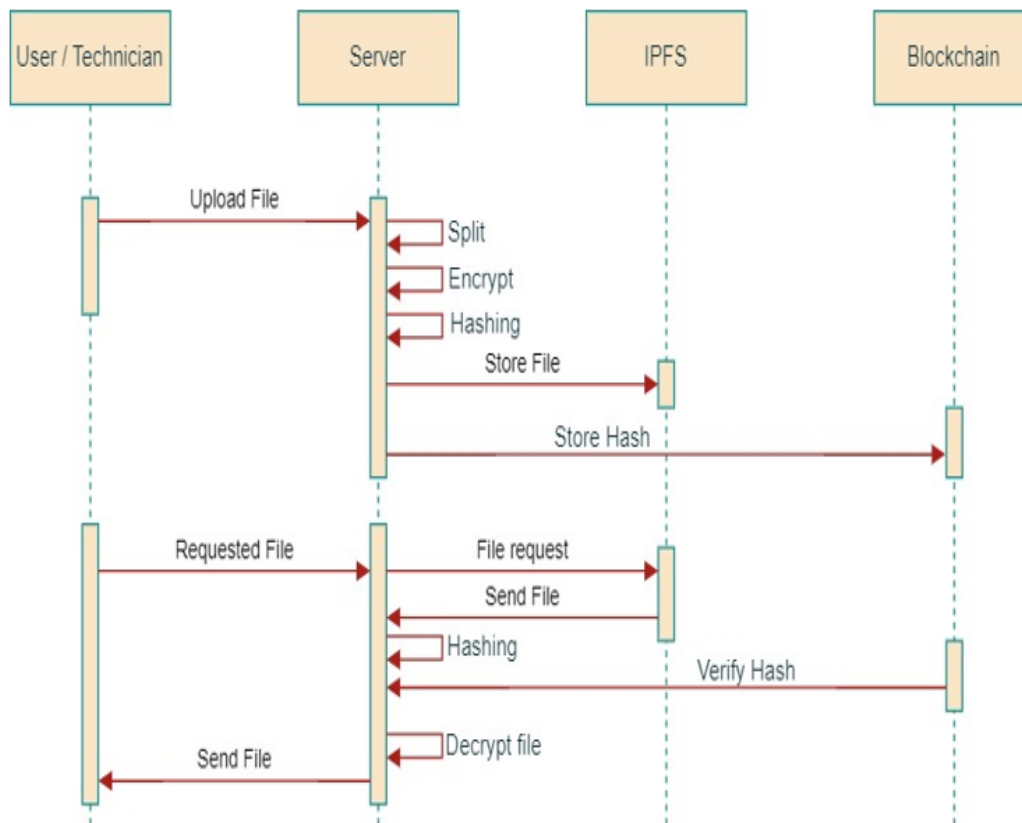 User / Technician
Server
IPFS
Blockchain
Upload File
Split
Encrypt
Hashing
Store File
Store Hash
Requested File
File request
Send File
Hashing
Verify Hash
Decrypt file
Send File